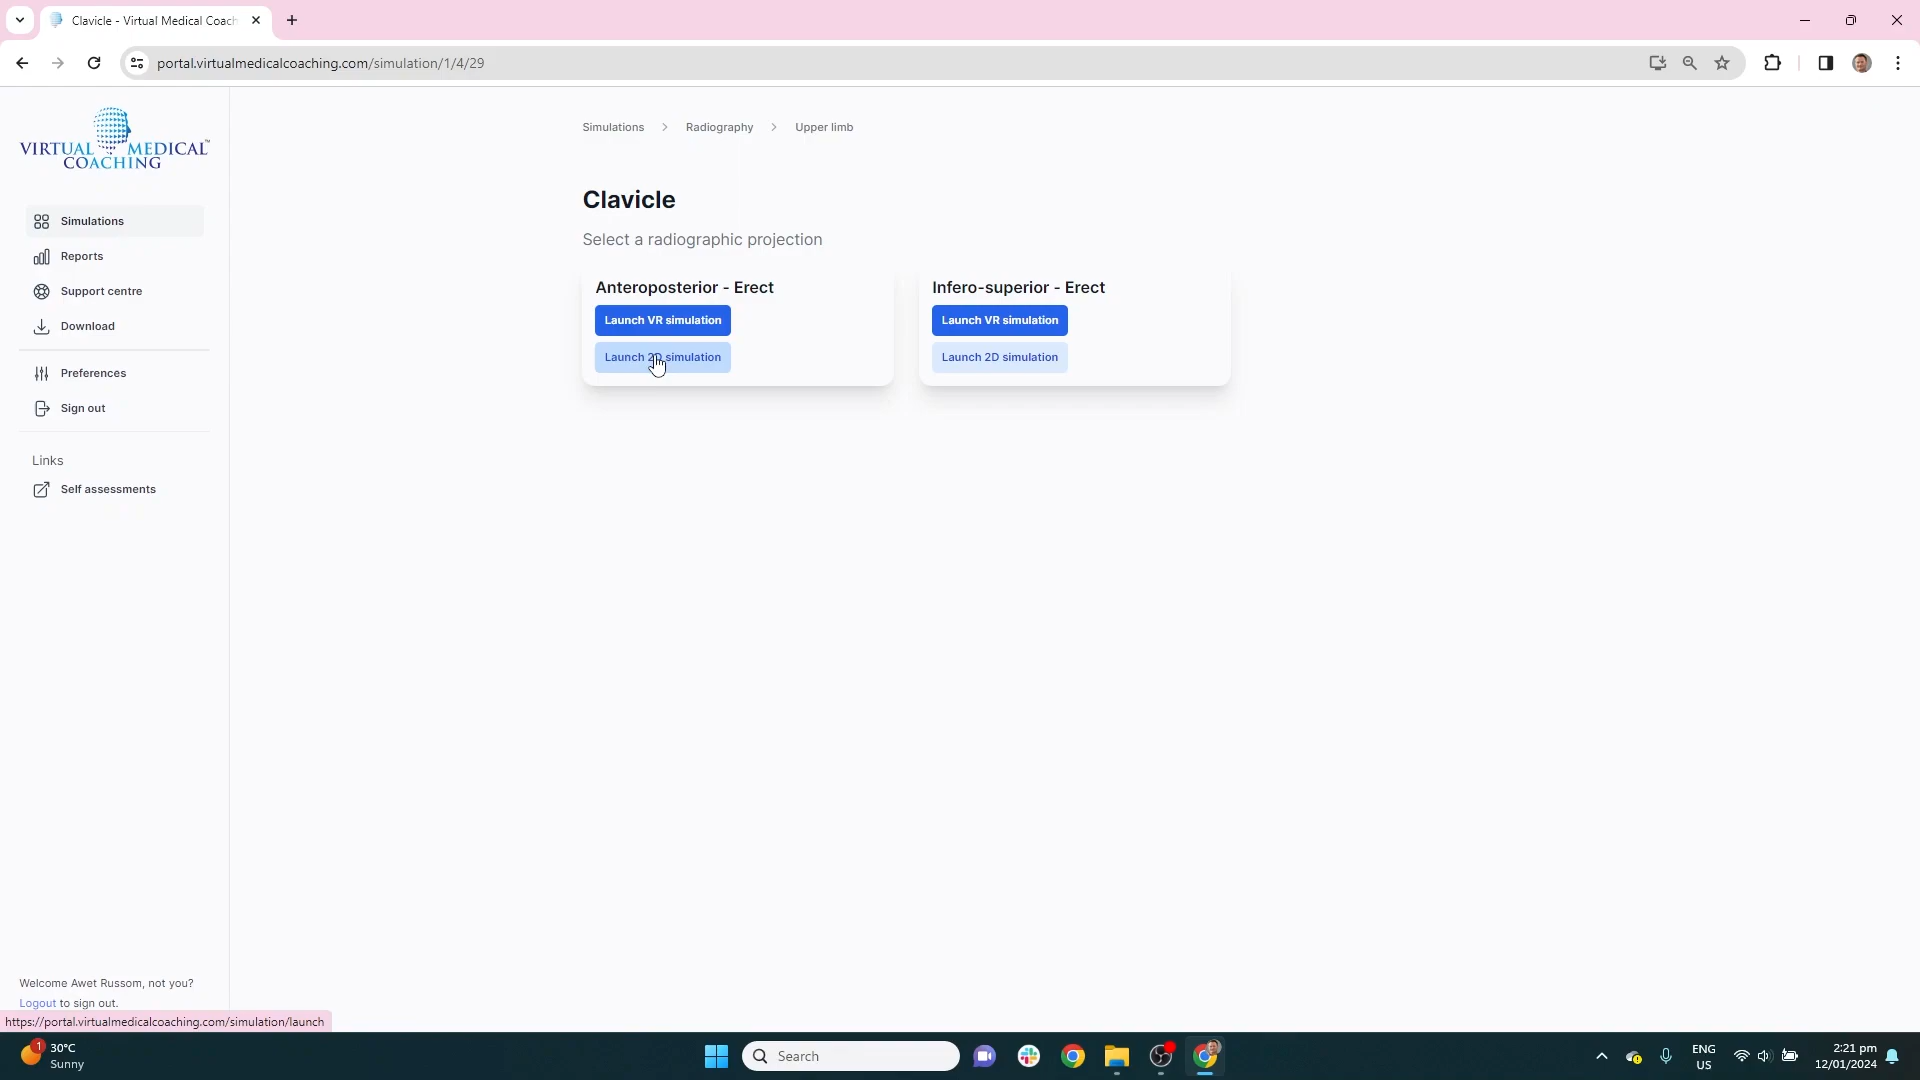 Clavicle - Virtual Medical Coach
portal.virtualmedicalcoaching.com/simulation/1/4/29
VIRTUAL MEDICAL
COACHING
Simulations
Reports
Support centre
Download
Preferences
Sign out
Links
Self assessments
Simulations > Radiography > Upper limb
Clavicle
Select a radiographic projection
Anteroposterior - Erect
Launch VR simulation
Launch 2D simulation
Infero-superior - Erect
Launch VR simulation
Launch 2D simulation
Welcome Awet Russom, not you?
Logout to sign out.
https://portal.virtualmedicalcoaching.com/simulation/launch
1
30°C
Sunny
Search
ENG
US
2:21 pm
12/01/2024